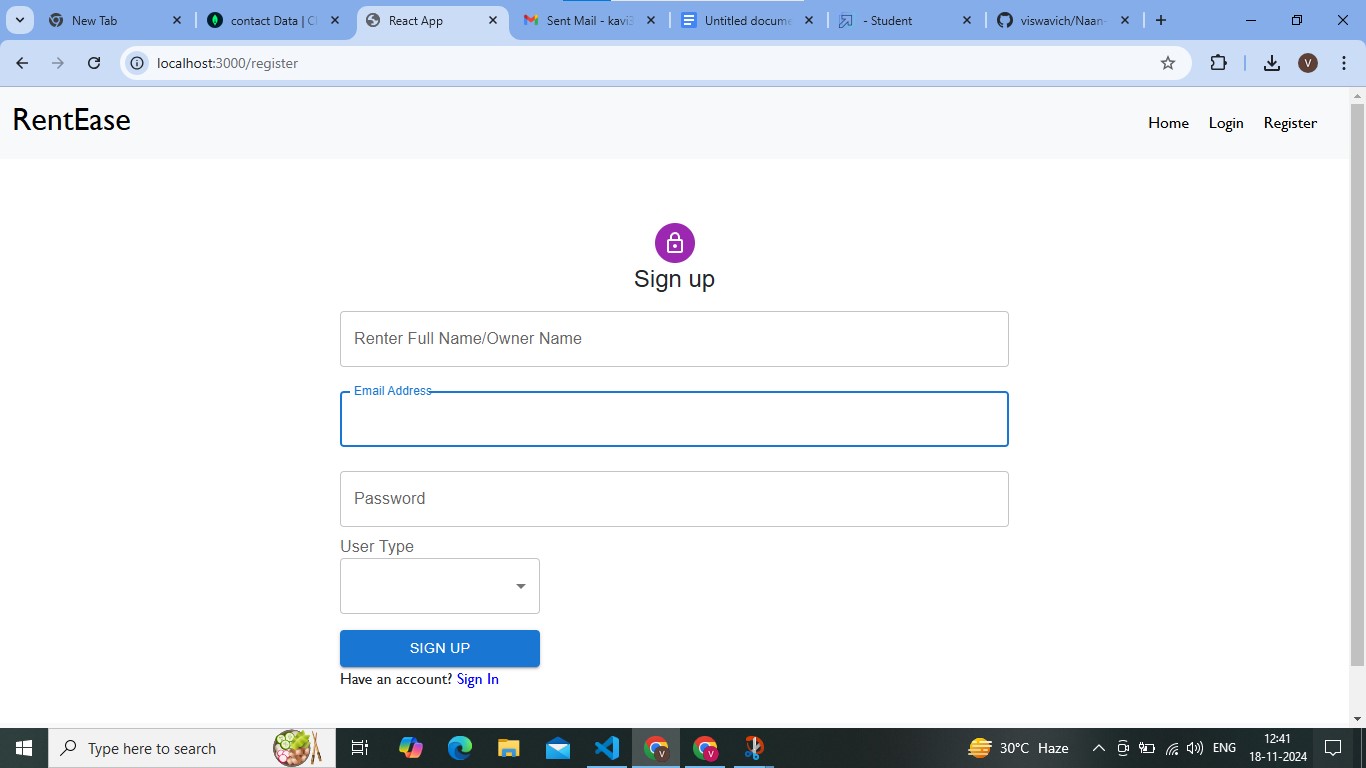 New Tab
contact Data | Cl
React App
Sent Mail - kavi3
Untitled docume
- Student
viswavich/Naan-
localhost:3000/register
V
RentEase
Home Login Register
Sign up
Renter Full Name/Owner Name
Email Address
Password
User Type
SIGN UP
Have an account? Sign In
Type here to search
V
V
30°C Haze
ENG
12:41
18-11-2024